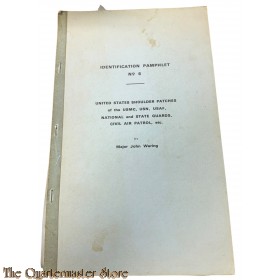 IDENTIFICATION PAMPHLET
Nº 6
UNITED STATES SHOULDER PATCHES
of the USMC, USN, USAF,
NATIONAL and STATE GUARDS,
CIVIL AIR PATROL, etc.
by
Major John Waring
The Quartermaster Store